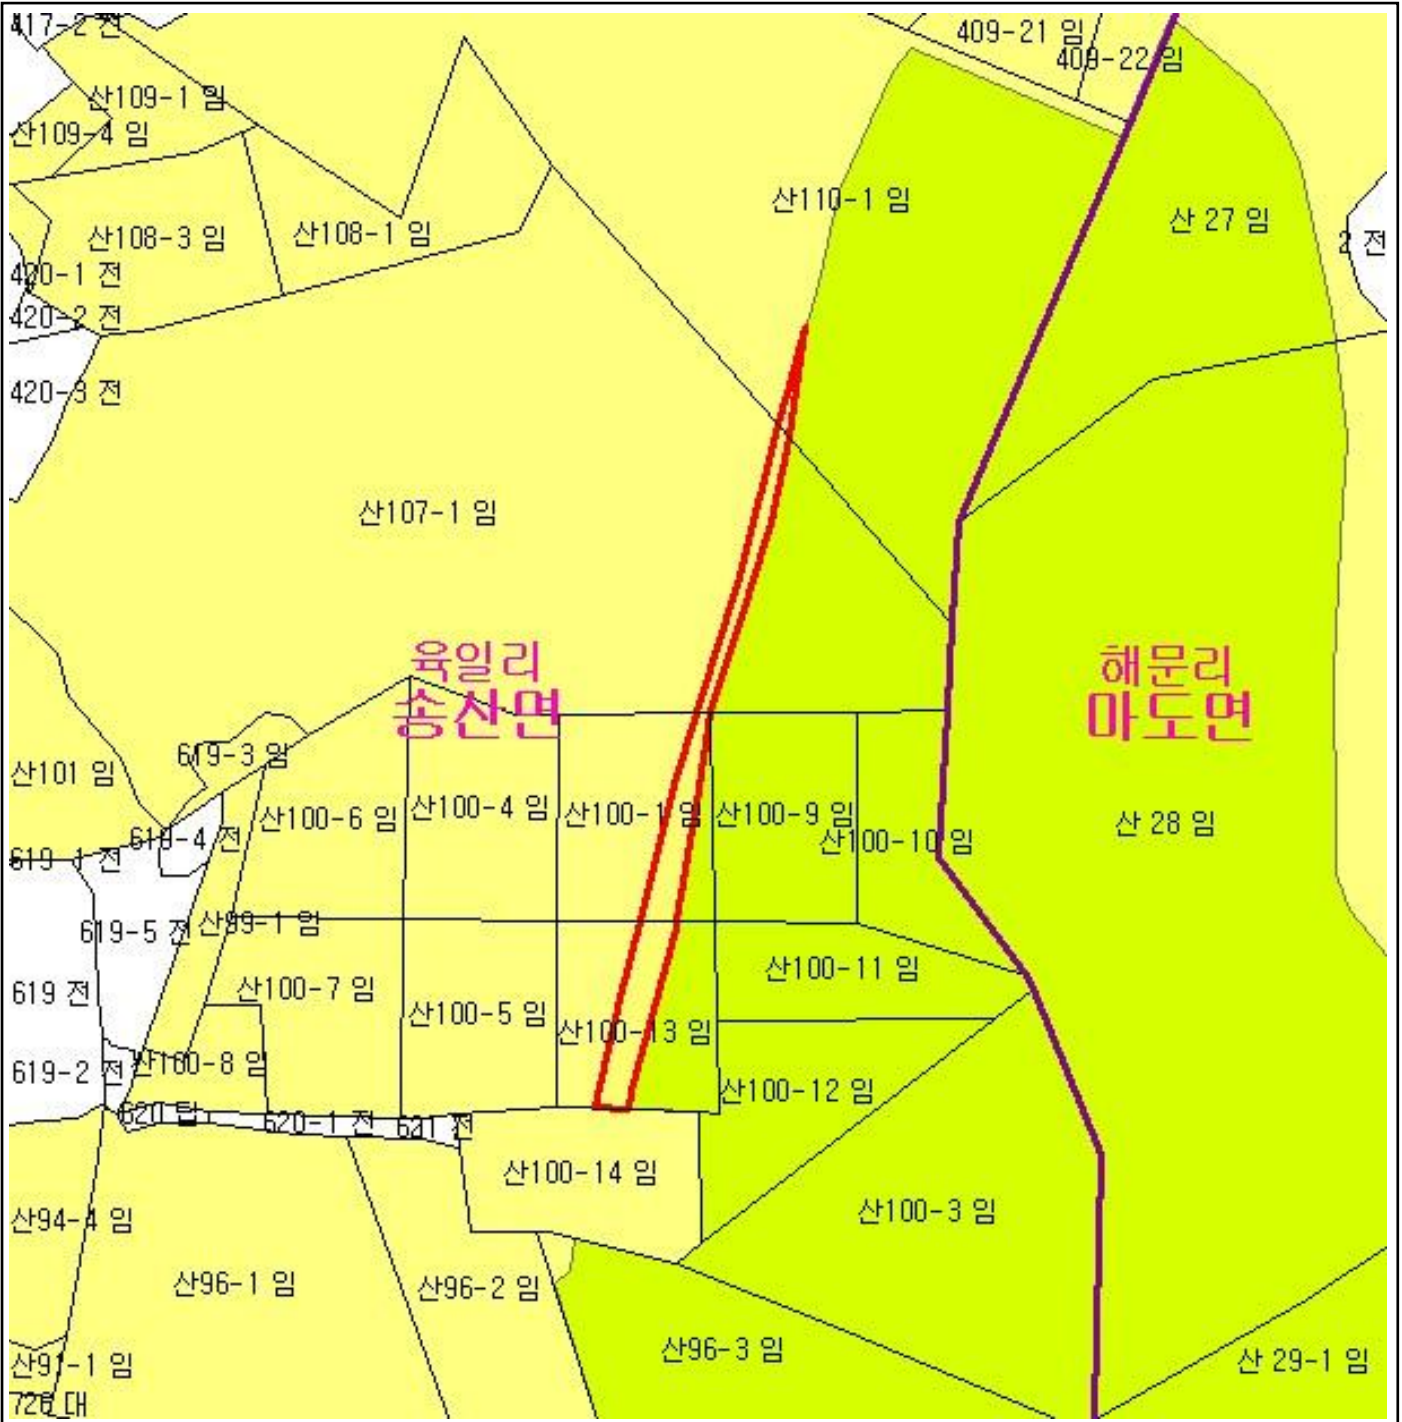 417-2 전
409-21 임
409-22 임
산109-1 임
산109-4 임
산110-1 임
산 27 임
산108-3 임
산108-1 임
2 전
420-1 전
420-2 전
420-3 전
산107-1 임
육일리
송산면
해문리
마도면
619-3 임
산101 임
산100-6 임
산100-4 임
산100-1 임
산100-9 임
산100-10 임
산 28 임
619-4 전
619-1 전
619-5 전
산99-1 임
산100-11 임
619 전
산100-7 임
산100-5 임
산100-13 임
619-2 전
산100-8 임
산100-12 임
620 답
620-1 전
621 전
산100-14 임
산94-4 임
산100-3 임
산96-1 임
산96-2 임
산96-3 임
산 29-1 임
산91-1 임
726 대